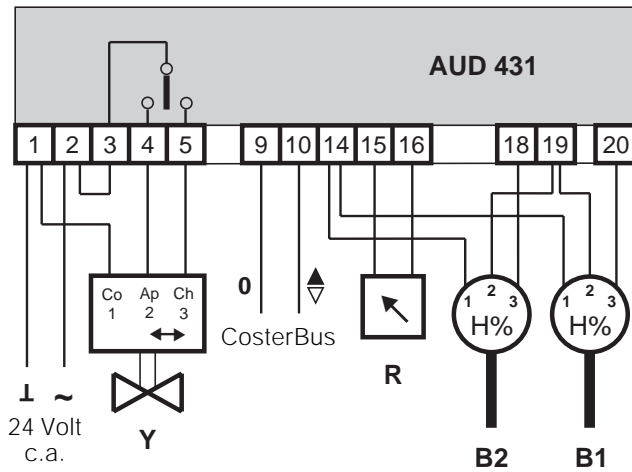 AUD 431
1 2 3 4 5 9 10 14 15 16 18 19 20
Co Ap Ch
1 2 3
0
CosterBus
R
1 2 3
H%
B2
1 2 3
H%
B1
⊥ ~
24 Volt
c.a.
Y